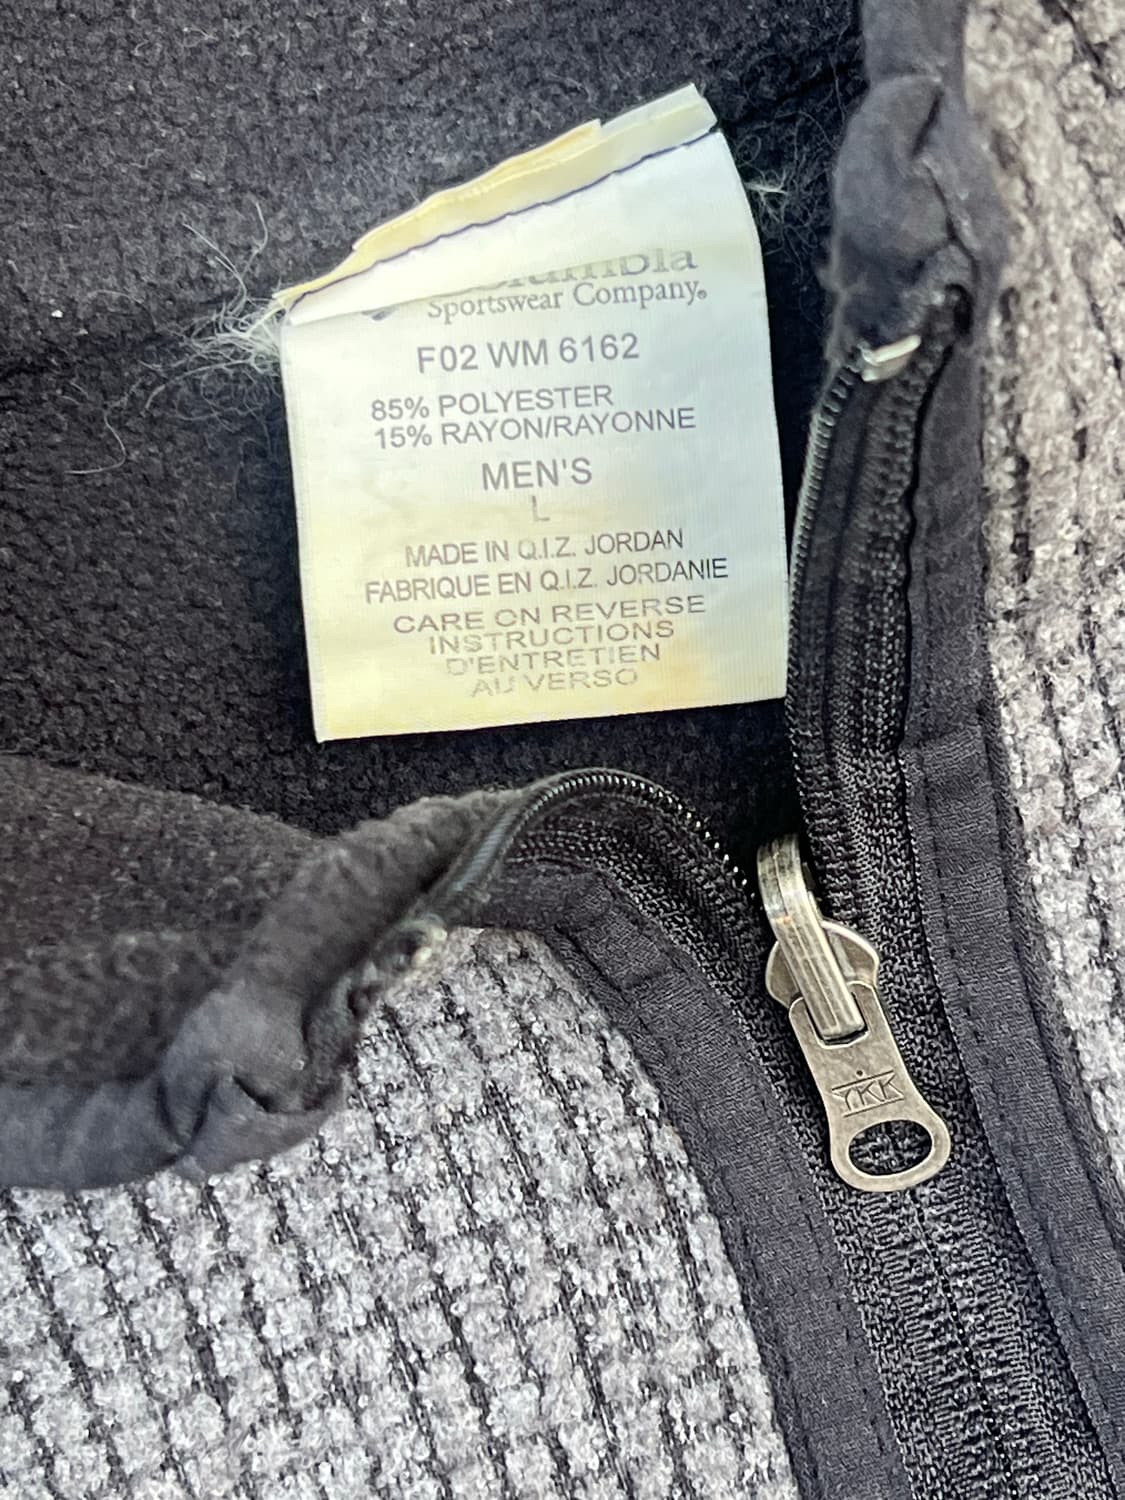 Columbia
Sportswear Company®
F02 WM 6162
85% POLYESTER
15% RAYON/RAYONNE
MEN'S
L
MADE IN Q.I.Z. JORDAN
FABRIQUE EN Q.I.Z. JORDANIE
CARE ON REVERSE
INSTRUCTIONS
D'ENTRETIEN
AU VERSO
YKK